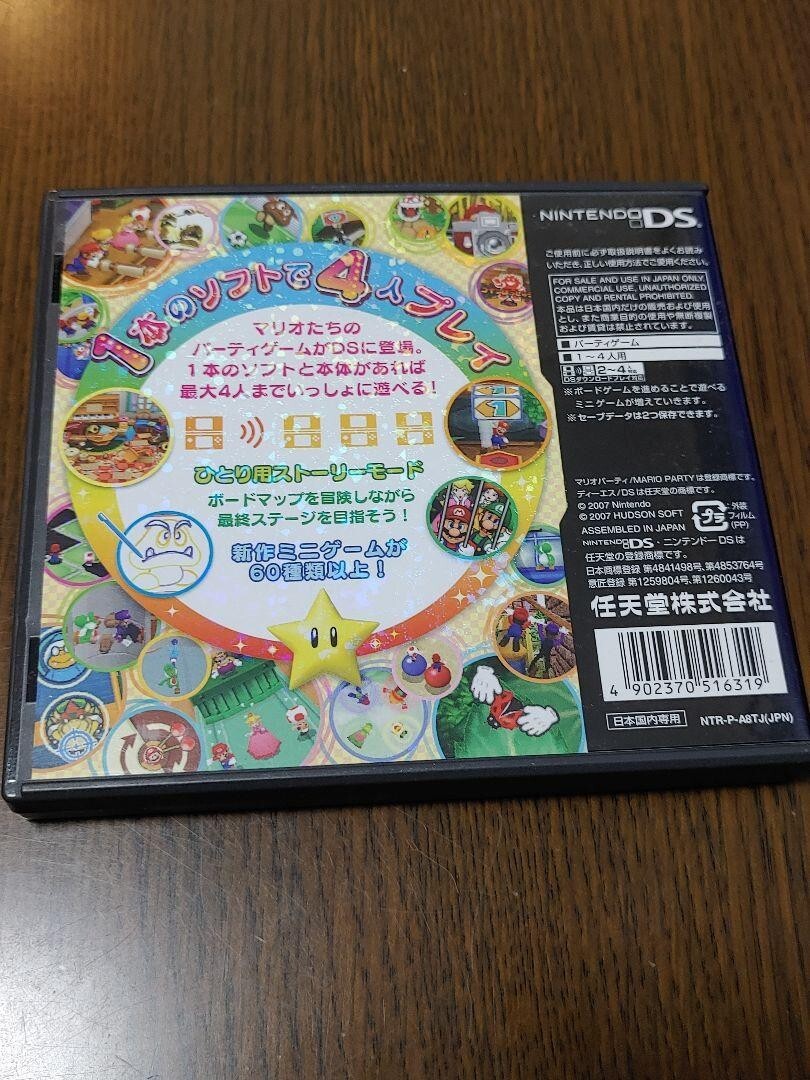 1本のソフトで4人プレイ
マリオたちの
パーティゲームがDSに登場。
1本のソフトと本体があれば
最大4人までいっしょに遊べる!
ひとり用ストーリーモード
ボードマップを冒険しながら
最終ステージを目指そう!
新作ミニゲームが
60種類以上!
NINTENDO DS™
ご使用前に必ず取扱説明書をよくお読み
いただき、正しい使用方法でご愛用ください。
FOR SALE AND USE IN JAPAN ONLY.
COMMERCIAL USE, UNAUTHORIZED
COPY AND RENTAL PROHIBITED.
本品は日本国内だけの販売および使用
とし、また商業目的の使用や無断複製
および賃貸は禁止されています。
パーティゲーム
1〜4人用
2〜4対応
DSダウンロードプレイ対応
※ボードゲームを進めることで遊べる
ミニゲームが増えていきます。
※セーブデータは2つ保存できます。
マリオパーティ/MARIO PARTYは登録商標です。
ディーエス/DSは任天堂の商標です。
© 2007 Nintendo
© 2007 HUDSON SOFT
ASSEMBLED IN JAPAN
プラ
外装
フィルム
(PP)
NINTENDO DS・ニンテンドーDSは
任天堂の登録商標です。
日本商標登録 第4841498号、第4853764号
意匠登録 第1259804号、第1260043号
任天堂株式会社
4 902370 516319
日本国内専用
NTR-P-A8TJ(JPN)